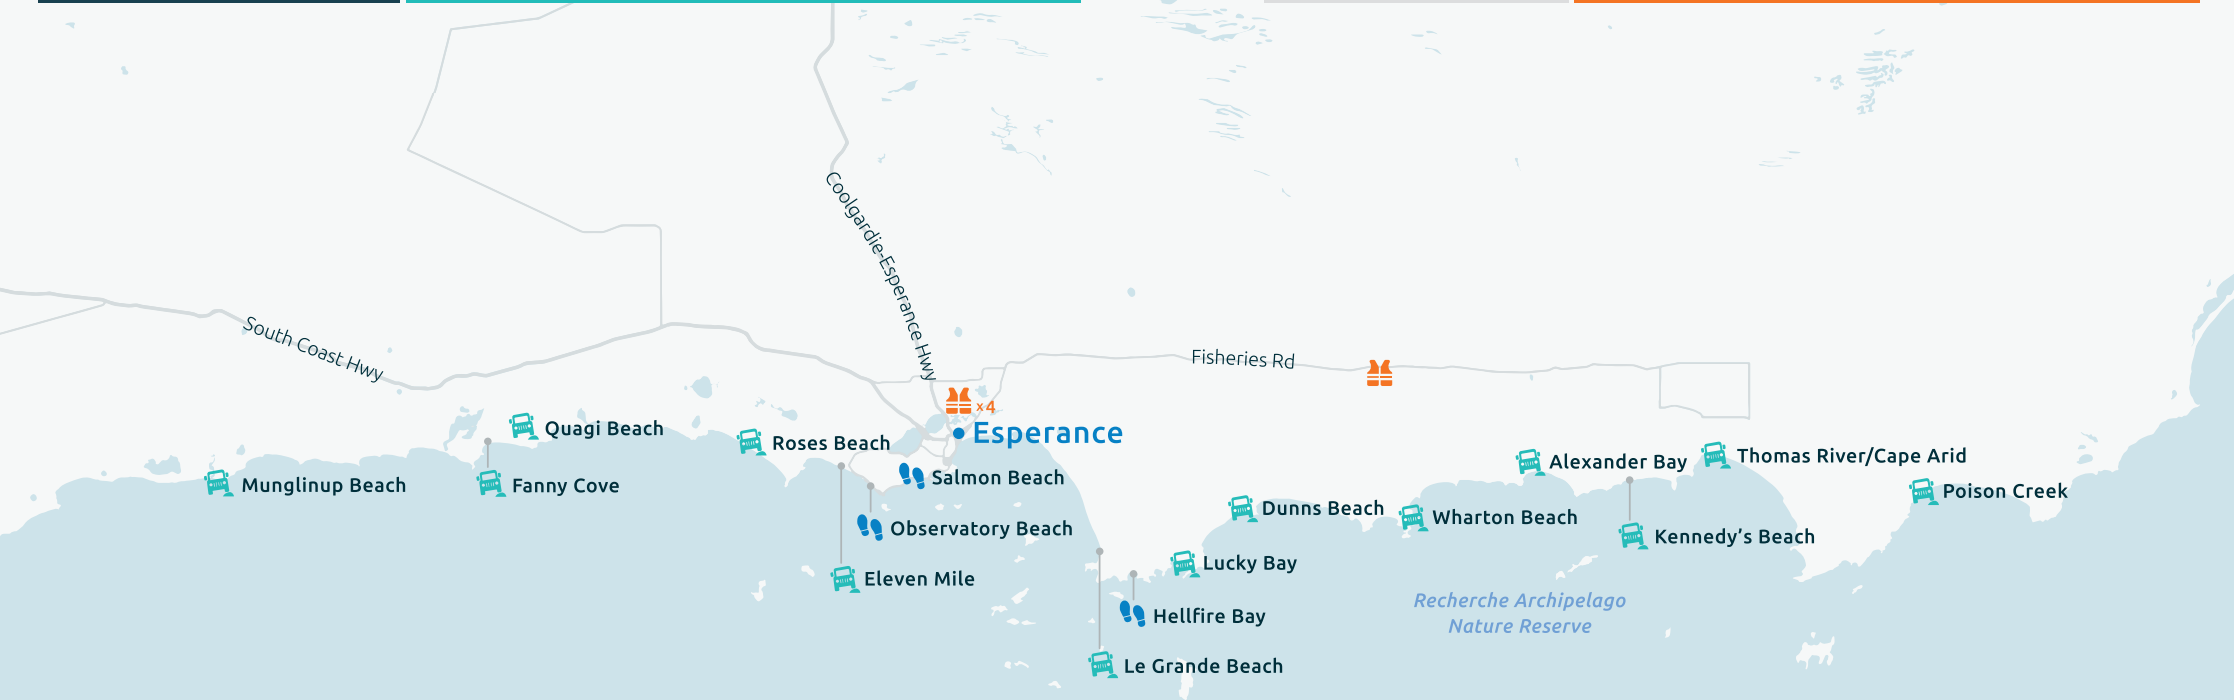 Coolgardie-Esperance Hwy
South Coast Hwy
Fisheries Rd
x4
Esperance
Quagi Beach
Roses Beach
Munglinup Beach
Fanny Cove
Salmon Beach
Observatory Beach
Eleven Mile
Alexander Bay
Thomas River/Cape Arid
Poison Creek
Dunns Beach
Wharton Beach
Kennedy’s Beach
Lucky Bay
Hellfire Bay
Le Grande Beach
Recherche Archipelago
Nature Reserve